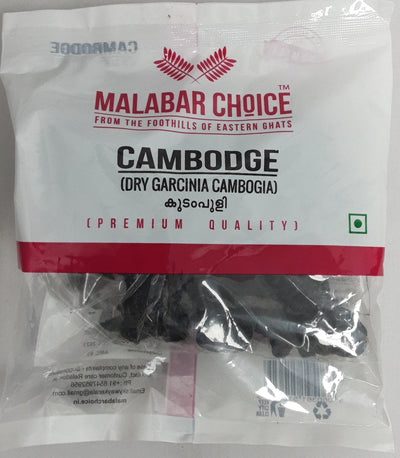 CAMBODGE
MALABAR CHOICE™
FROM THE FOOTHILLS OF EASTERN GHATS
CAMBODGE
(DRY GARCINIA CAMBOGIA)
കുടംപുളി
(PREMIUM QUALITY)
malabarchoice.in